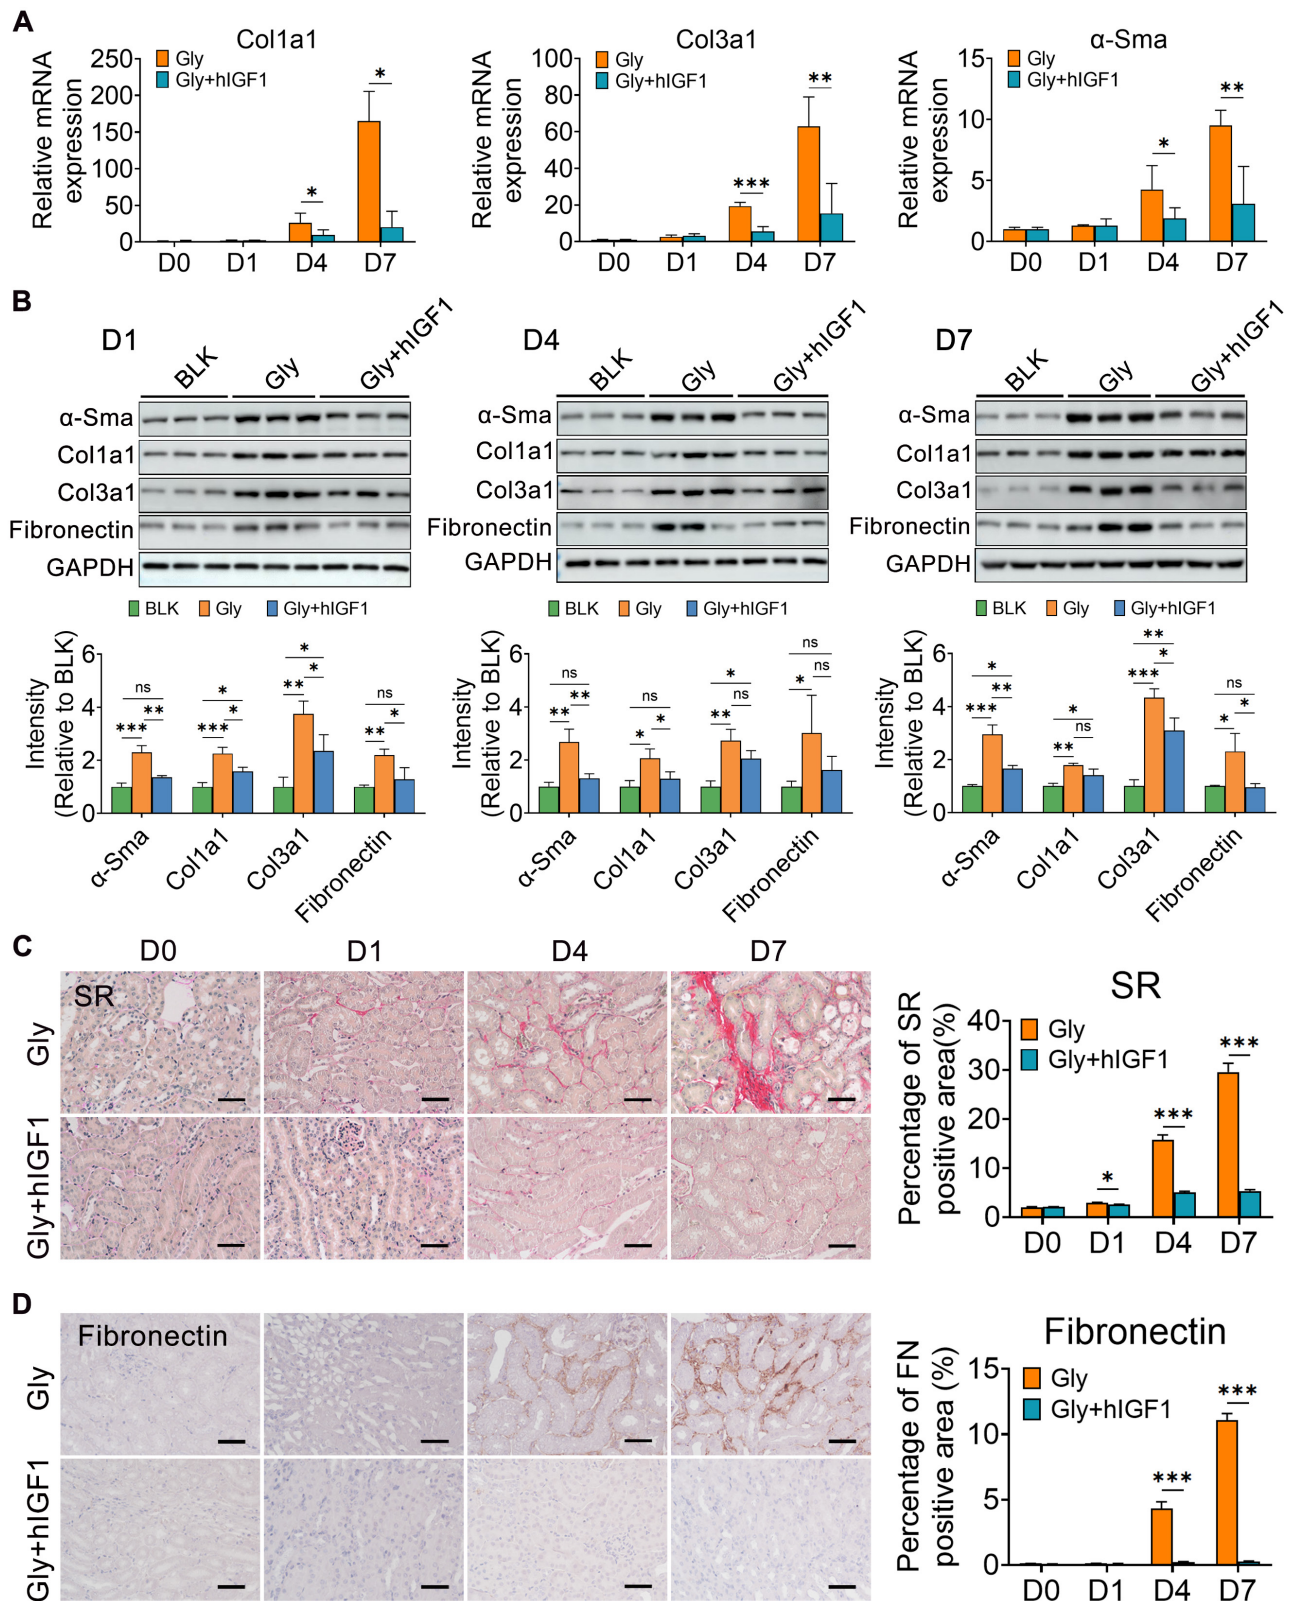 A
Col1a1
Relative mRNA
expression
250
200
150
100
50
0
Gly
Gly+hIGF1
*
*
D0 D1 D4 D7
Col3a1
Relative mRNA
expression
100
80
60
40
20
0
Gly
Gly+hIGF1
***
**
D0 D1 D4 D7
α-Sma
Relative mRNA
expression
15
10
5
0
Gly
Gly+hIGF1
*
**
D0 D1 D4 D7
B
D1
BLK Gly Gly+hIGF1
α-Sma
Col1a1
Col3a1
Fibronectin
GAPDH
D4
BLK Gly Gly+hIGF1
α-Sma
Col1a1
Col3a1
Fibronectin
GAPDH
D7
BLK Gly Gly+hIGF1
α-Sma
Col1a1
Col3a1
Fibronectin
GAPDH
BLK Gly Gly+hIGF1
Intensity
(Relative to BLK)
6
4
2
0
ns
*** **
*
*** *
*
** *
ns
** *
α-Sma Col1a1 Col3a1 Fibronectin
BLK Gly Gly+hIGF1
Intensity
(Relative to BLK)
6
4
2
0
ns
** **
ns
* *
*
** ns
ns
* ns
α-Sma Col1a1 Col3a1 Fibronectin
BLK Gly Gly+hIGF1
Intensity
(Relative to BLK)
6
4
2
0
*
*** **
*
** ns
**
*** *
ns
* *
α-Sma Col1a1 Col3a1 Fibronectin
C
D0 D1 D4 D7
SR
Gly
Gly+hIGF1
SR
Percentage of SR
positive area(%)
40
30
20
10
0
Gly
Gly+hIGF1
*
***
***
D0 D1 D4 D7
D
Fibronectin
Gly
Gly+hIGF1
Fibronectin
Percentage of FN
positive area (%)
15
10
5
0
Gly
Gly+hIGF1
***
***
D0 D1 D4 D7